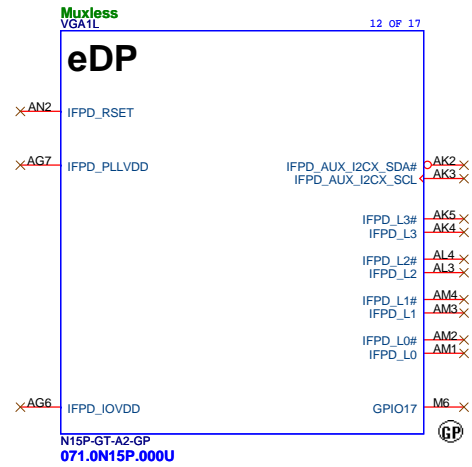 Muxless
VGA1L 12 OF 17
eDP
AN2 IFPD_RSET
AG7 IFPD_PLLVDD IFPD_AUX_I2CX_SDA# AK2
IFPD_AUX_I2CX_SCL AK3
IFPD_L3# AK5
IFPD_L3 AK4
IFPD_L2# AL4
IFPD_L2 AL3
IFPD_L1# AM4
IFPD_L1 AM3
IFPD_L0# AM2
IFPD_L0 AM1
AG6 IFPD_IOVDD GPIO17 M6
GP
N15P-GT-A2-GP
071.0N15P.000U